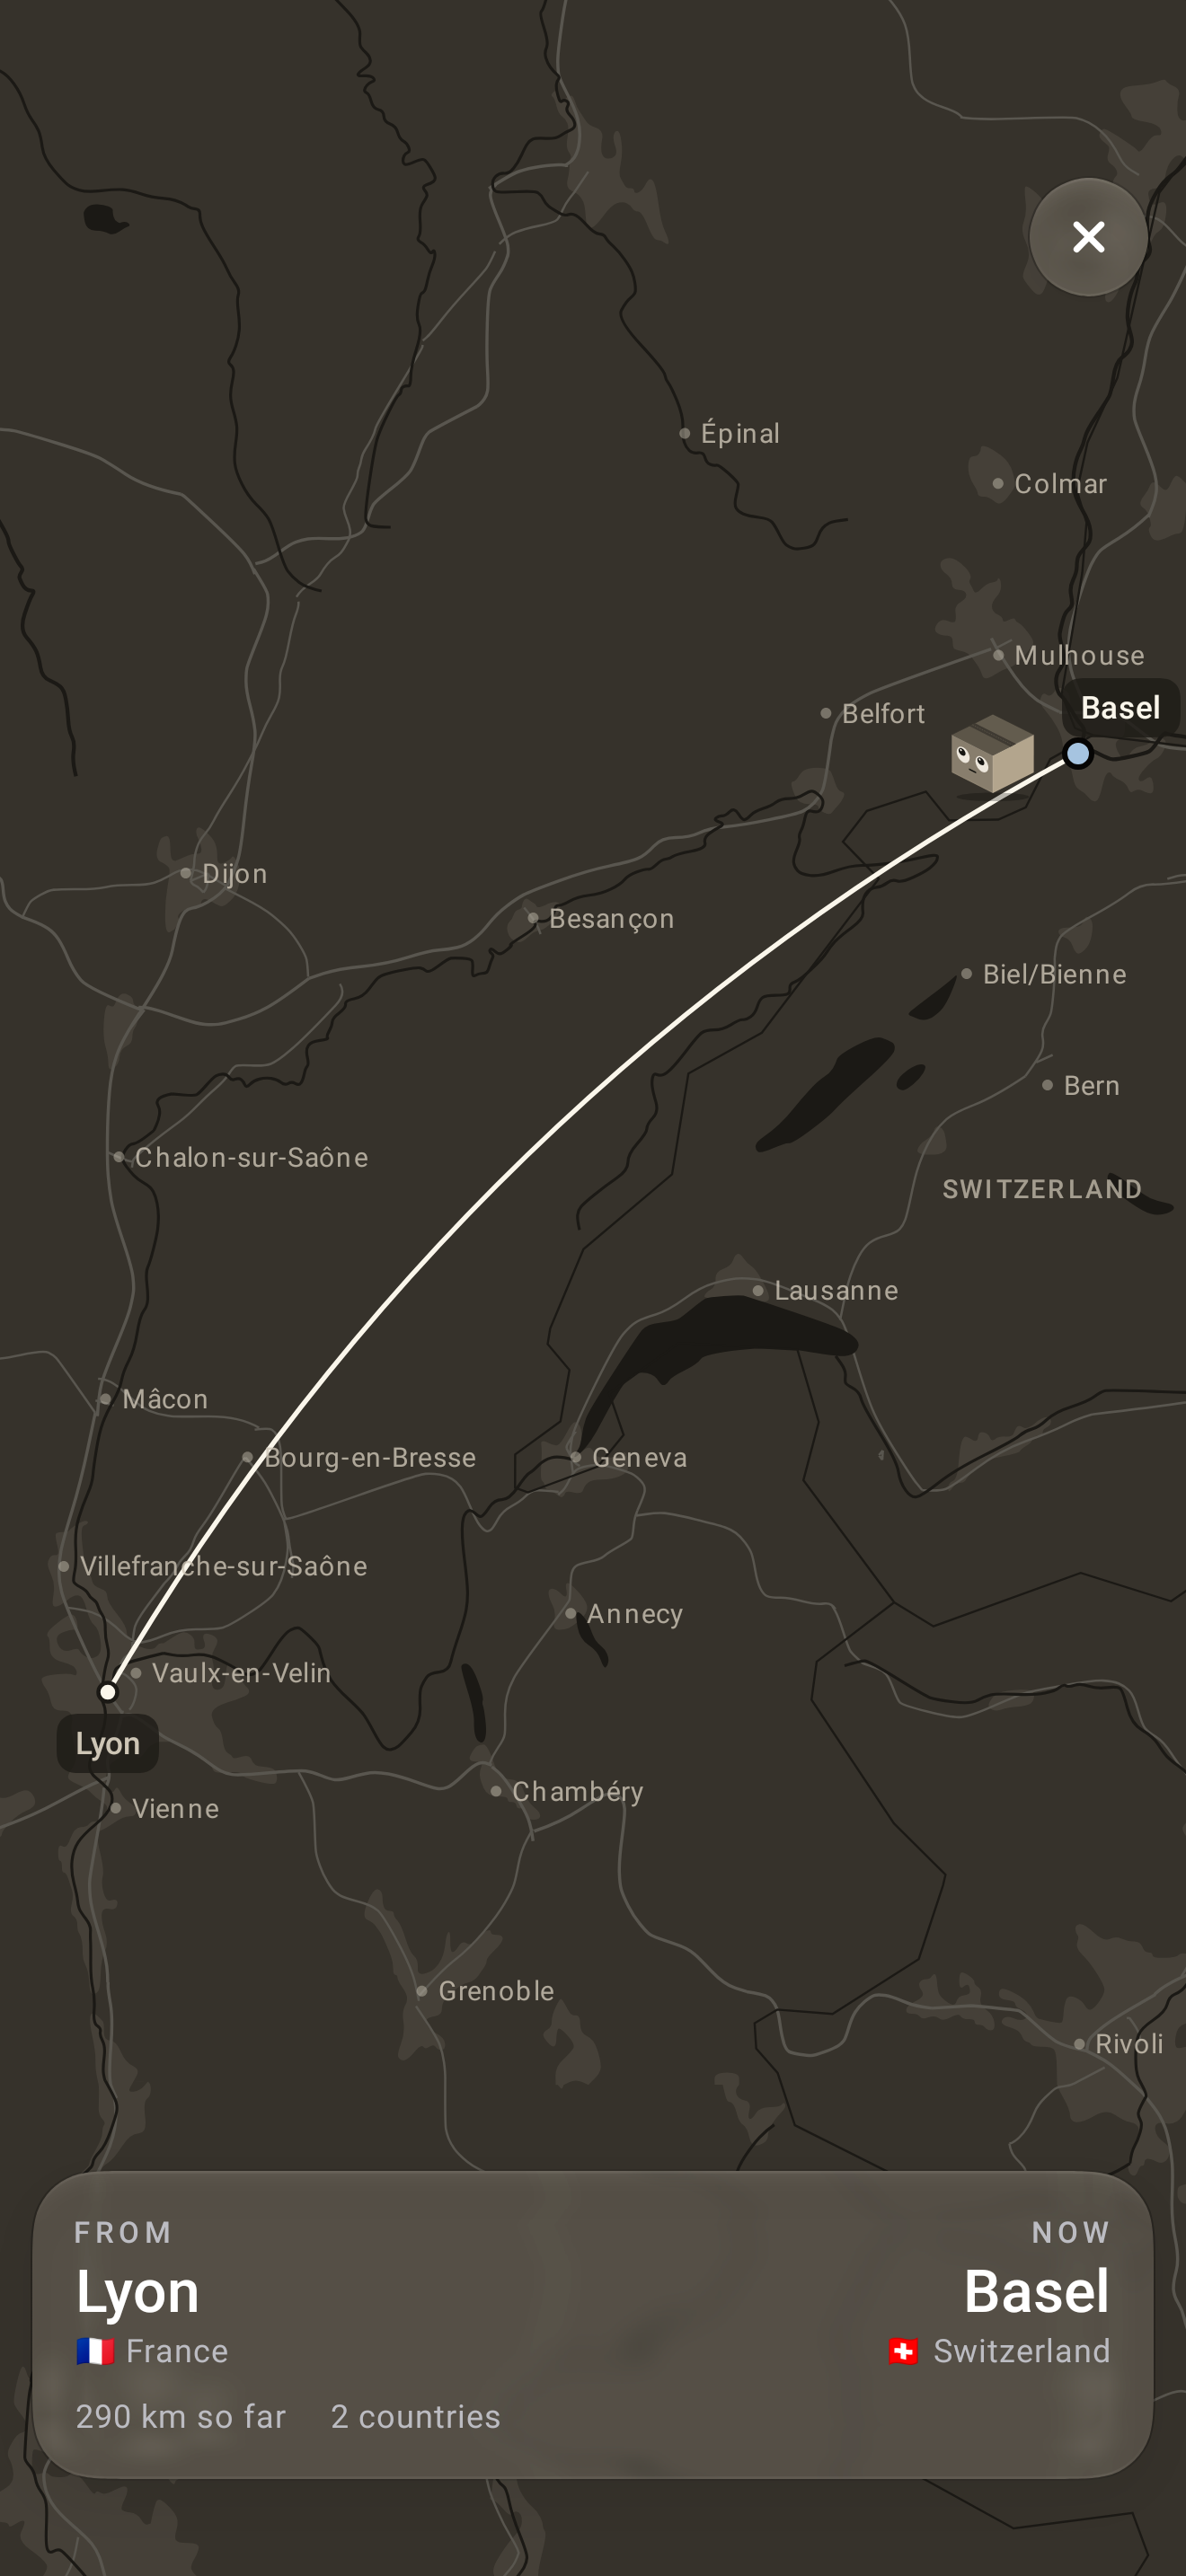 Épinal
Colmar
Mulhouse
Basel
Belfort
Dijon
Besançon
Biel/Bienne
Bern
Chalon-sur-Saône
SWITZERLAND
Lausanne
Mâcon
Bourg-en-Bresse
Geneva
Villefranche-sur-Saône
Annecy
Vaulx-en-Velin
Lyon
Chambéry
Vienne
Grenoble
Rivoli
FROM
NOW
Lyon
Basel
France
Switzerland
290 km so far 2 countries